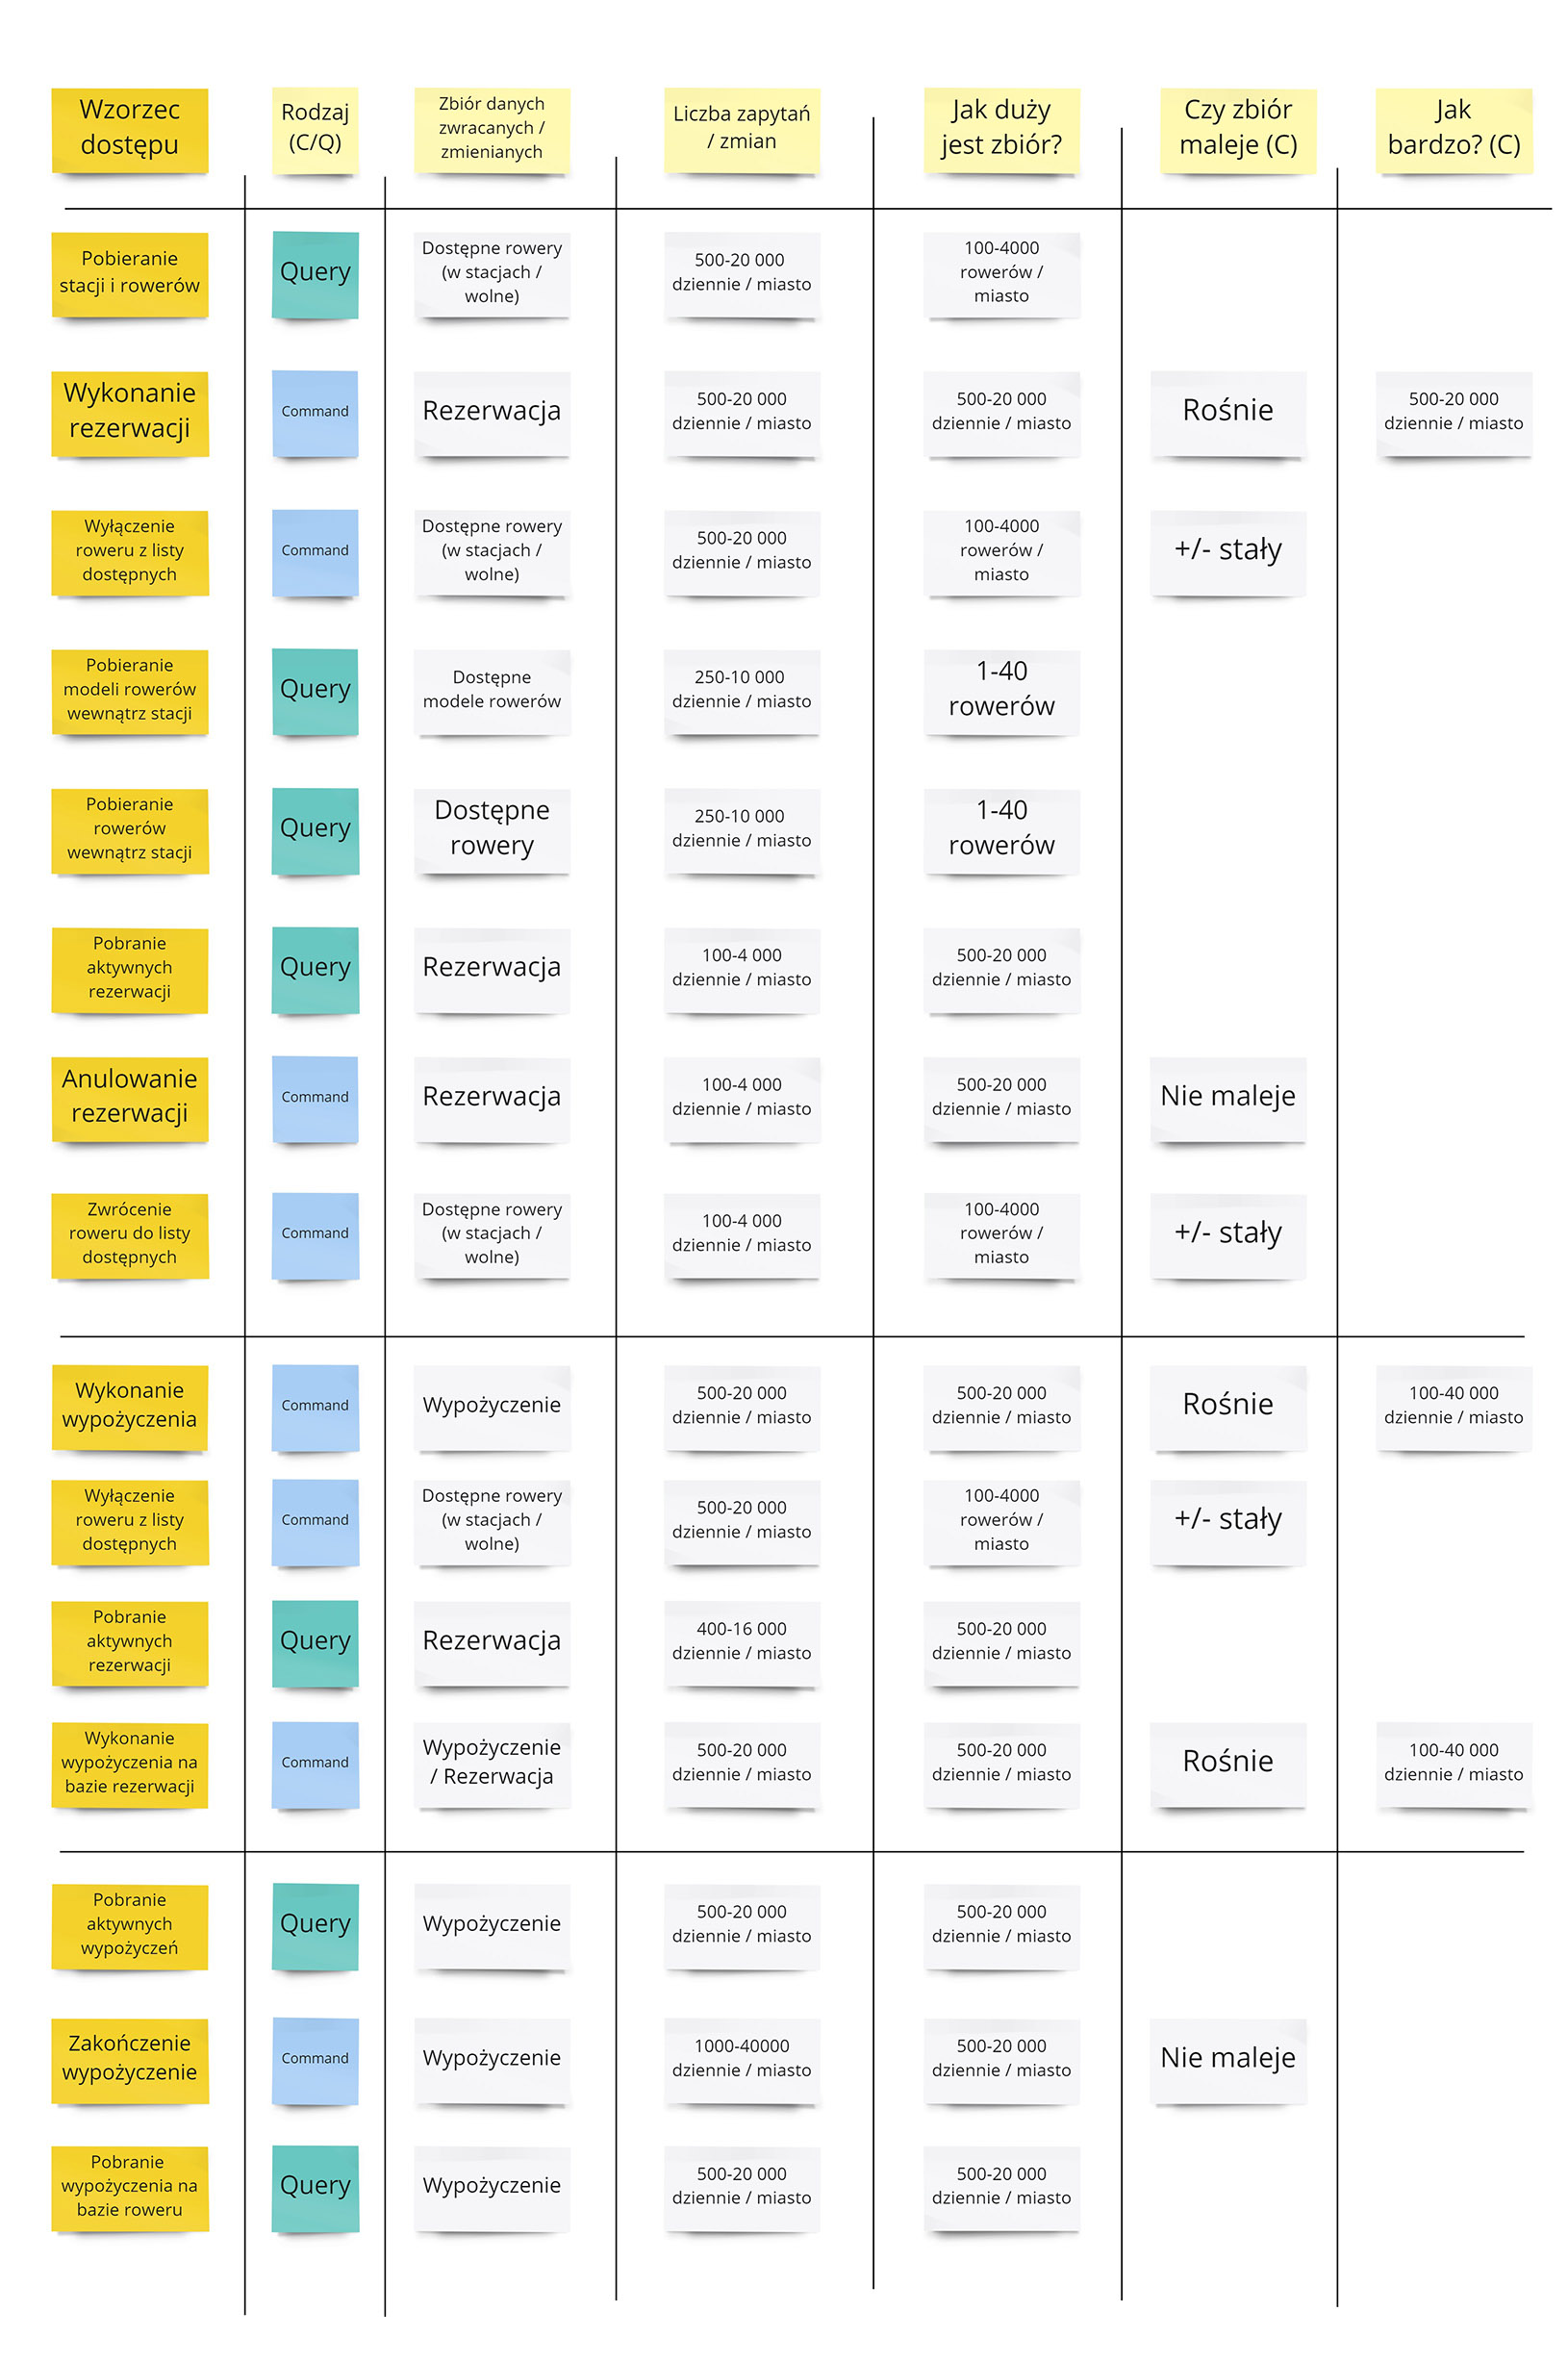 Wzorzec
dostępu
Rodzaj
(C/Q)
Zbiór danych
zwracanych /
zmienianych
Liczba zapytań
/ zmian
Jak duży
jest zbiór?
Czy zbiór
maleje (C)
Jak
bardzo? (C)
Pobieranie
stacji i rowerów
Query
Dostępne rowery
(w stacjach /
wolne)
500-20 000
dziennie / miasto
100-4000
rowerów /
miasto
Wykonanie
rezerwacji
Command
Rezerwacja
500-20 000
dziennie / miasto
500-20 000
dziennie / miasto
Rośnie
500-20 000
dziennie / miasto
Wyłączenie
roweru z listy
dostępnych
Command
Dostępne rowery
(w stacjach /
wolne)
500-20 000
dziennie / miasto
100-4000
rowerów /
miasto
+/- stały
Pobieranie
modeli rowerów
wewnątrz stacji
Query
Dostępne
modele rowerów
250-10 000
dziennie / miasto
1-40
rowerów
Pobieranie
rowerów
wewnątrz stacji
Query
Dostępne
rowery
250-10 000
dziennie / miasto
1-40
rowerów
Pobranie
aktywnych
rezerwacji
Query
Rezerwacja
100-4 000
dziennie / miasto
500-20 000
dziennie / miasto
Anulowanie
rezerwacji
Command
Rezerwacja
100-4 000
dziennie / miasto
500-20 000
dziennie / miasto
Nie maleje
Zwrócenie
roweru do listy
dostępnych
Command
Dostępne rowery
(w stacjach /
wolne)
100-4 000
dziennie / miasto
100-4000
rowerów /
miasto
+/- stały
Wykonanie
wypożyczenia
Command
Wypożyczenie
500-20 000
dziennie / miasto
500-20 000
dziennie / miasto
Rośnie
100-40 000
dziennie / miasto
Wyłączenie
roweru z listy
dostępnych
Command
Dostępne rowery
(w stacjach /
wolne)
500-20 000
dziennie / miasto
100-4000
rowerów /
miasto
+/- stały
Pobranie
aktywnych
rezerwacji
Query
Rezerwacja
400-16 000
dziennie / miasto
500-20 000
dziennie / miasto
Wykonanie
wypożyczenia na
bazie rezerwacji
Command
Wypożyczenie
/ Rezerwacja
500-20 000
dziennie / miasto
500-20 000
dziennie / miasto
Rośnie
100-40 000
dziennie / miasto
Pobranie
aktywnych
wypożyczeń
Query
Wypożyczenie
500-20 000
dziennie / miasto
500-20 000
dziennie / miasto
Zakończenie
wypożyczenie
Command
Wypożyczenie
1000-40000
dziennie / miasto
500-20 000
dziennie / miasto
Nie maleje
Pobranie
wypożyczenia na
bazie roweru
Query
Wypożyczenie
500-20 000
dziennie / miasto
500-20 000
dziennie / miasto